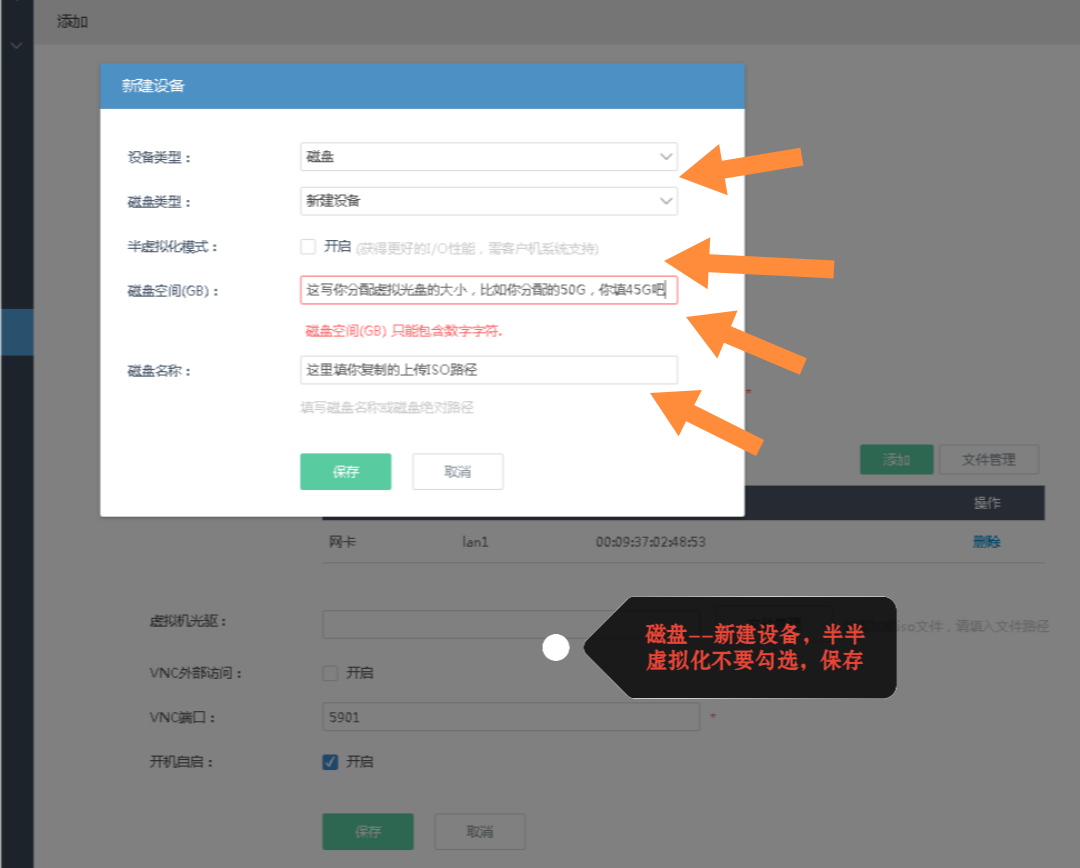 添加
新建设备
设备类型：
磁盘
磁盘类型：
新建设备
半虚拟化模式：
开启 (获得更好的I/O性能，需客户机系统支持)
磁盘空间(GB)：
这写你分配虚拟光盘的大小，比如你分配的50G，你填45G吧
磁盘空间(GB) 只能包含数字字符.
磁盘名称：
这里填你复制的上传ISO路径
填写磁盘名称或磁盘绝对路径
*
保存
取消
添加
文件管理
操作
网卡 lan1 00:09:37:02:48:53 删除
虚拟机光驱：
iso文件，请填入文件路径
磁盘--新建设备，半半
虚拟化不要勾选，保存
VNC外部访问：
开启
VNC端口：
5901 *
开机自启：
开启
保存
取消